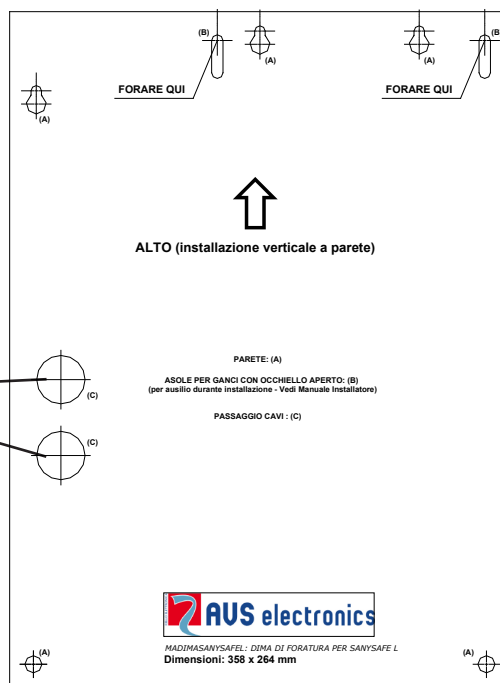 (B)
(A)
(A)
(B
FORARE QUI
FORARE QUI
(A)
ALTO (installazione verticale a parete)
PARETE: (A)
ASOLE PER GANCI CON OCCHIELLO APERTO: (B)
(per ausilio durante installazione - Vedi Manuale Installatore)
(C)
PASSAGGIO CAVI : (C)
(C)
AVS electronics
MADIMASANYSAFEL: DIMA DI FORATURA PER SANYSAFE L
Dimensioni: 358 x 264 mm
(A)
(A)